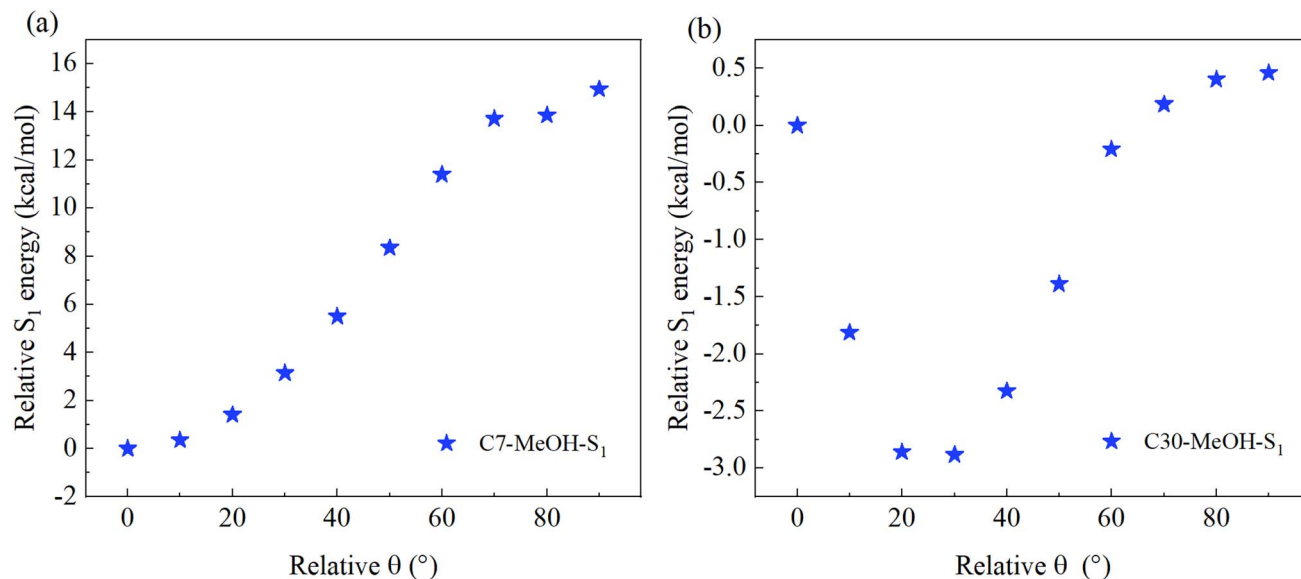 (a)
16
14
12
10
8
6
4
2
0
-2
0 20 40 60 80
Relative S₁ energy (kcal/mol)
Relative θ (°)
C7-MeOH-S₁
(b)
0.5
0.0
-0.5
-1.0
-1.5
-2.0
-2.5
-3.0
0 20 40 60 80
Relative S₁ energy (kcal/mol)
Relative θ (°)
C30-MeOH-S₁